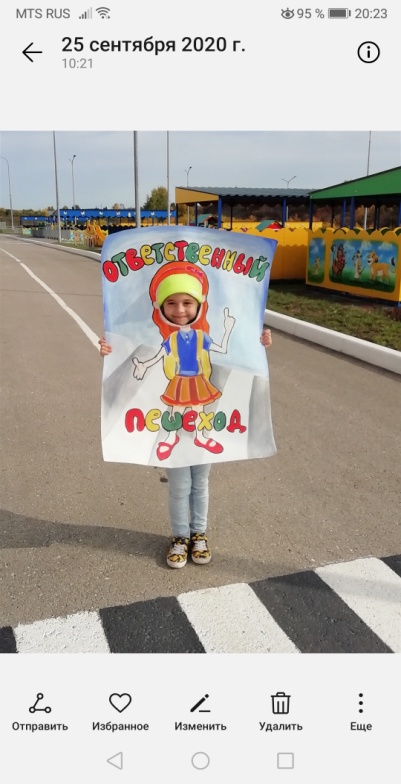 MTS RUS 95 % 20:23
25 сентября 2020 г.
10:21
ОТВЕТСТВЕННЫЙ
ПЕШЕХОД
Отправить Избранное Изменить Удалить Еще